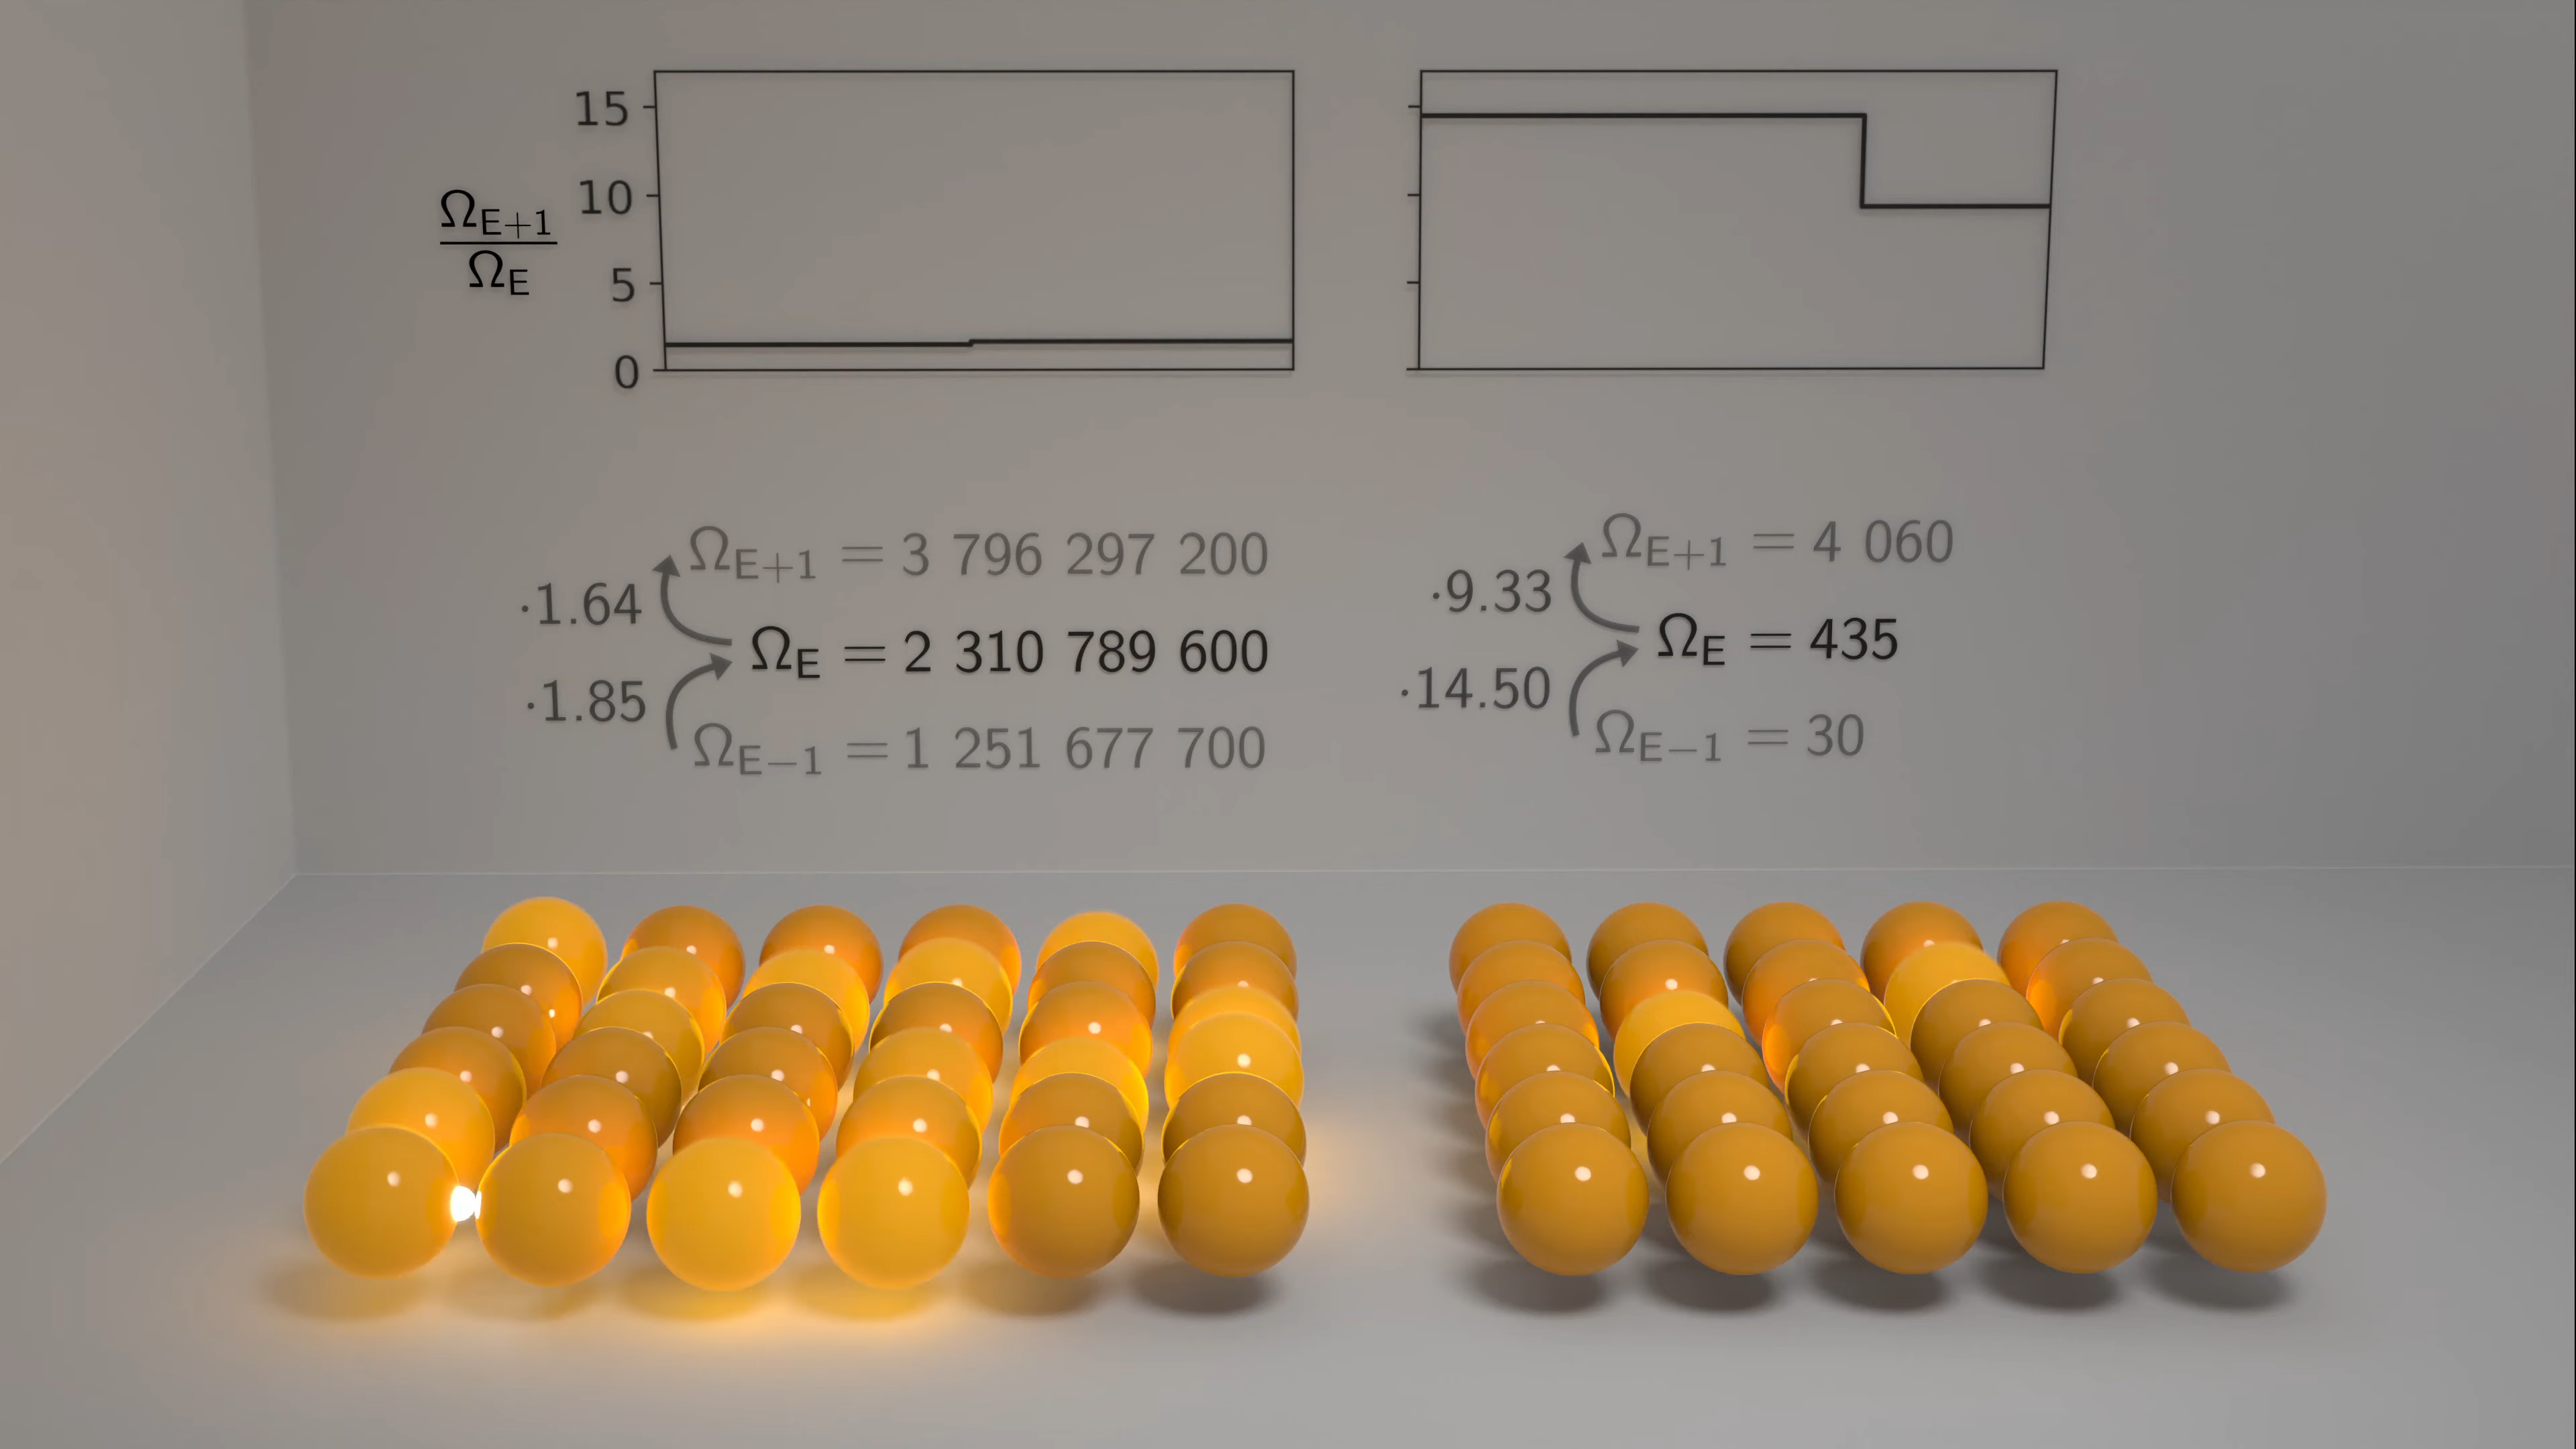 15
10
5
0
Ω_E+1
Ω_E
Ω_E+1 = 3 796 297 200
·1.64
Ω_E = 2 310 789 600
·1.85
Ω_E−1 = 1 251 677 700
Ω_E+1 = 4 060
·9.33
Ω_E = 435
·14.50
Ω_E−1 = 30